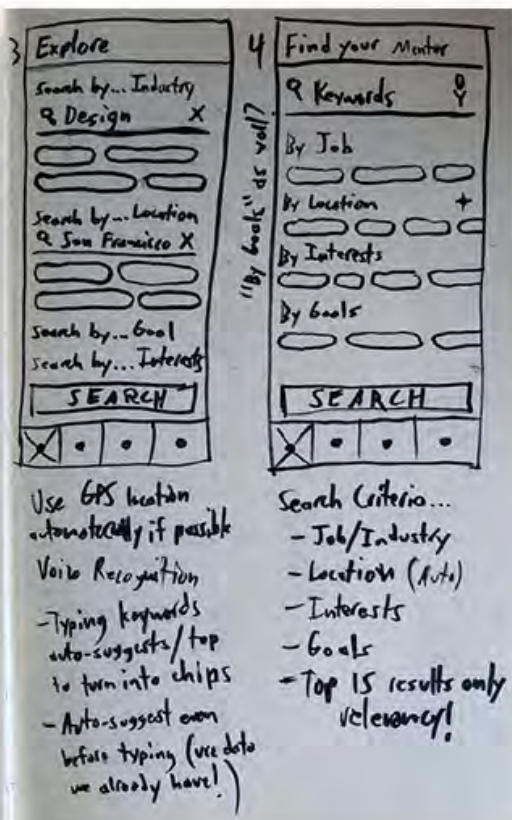 3
Explore
Search by... Industry
Design X
Search by... Location
San Francisco X
Search by... Goal
Search by... Interests
SEARCH
Use GPS location
automatically if possible
Voice Recognition
- Typing keywords
auto-suggests/tap
to turn into chips
- Auto-suggest even
before typing (use data
we already have!)
4
Find your Mentor
Keywords
By Job
By Location +
By Interests
By Goals
SEARCH
"By Goals" as well?
Search Criteria...
- Job/Industry
- Location (Auto)
- Interests
- Goals
- Top 15 results only
relevancy!